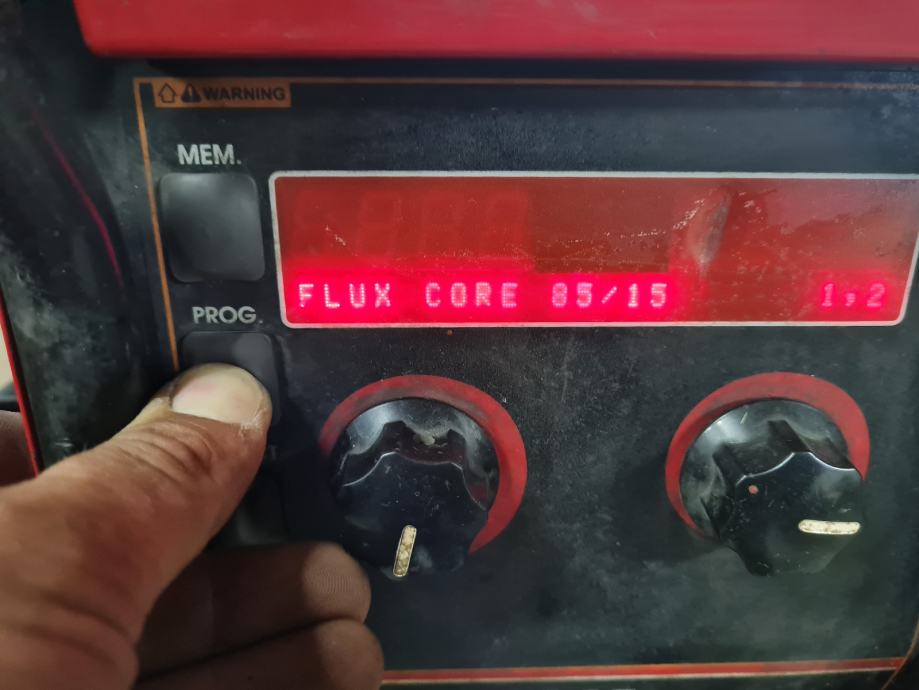 WARNING
MEM.
FLUX CORE 85/15 1,2
PROG.